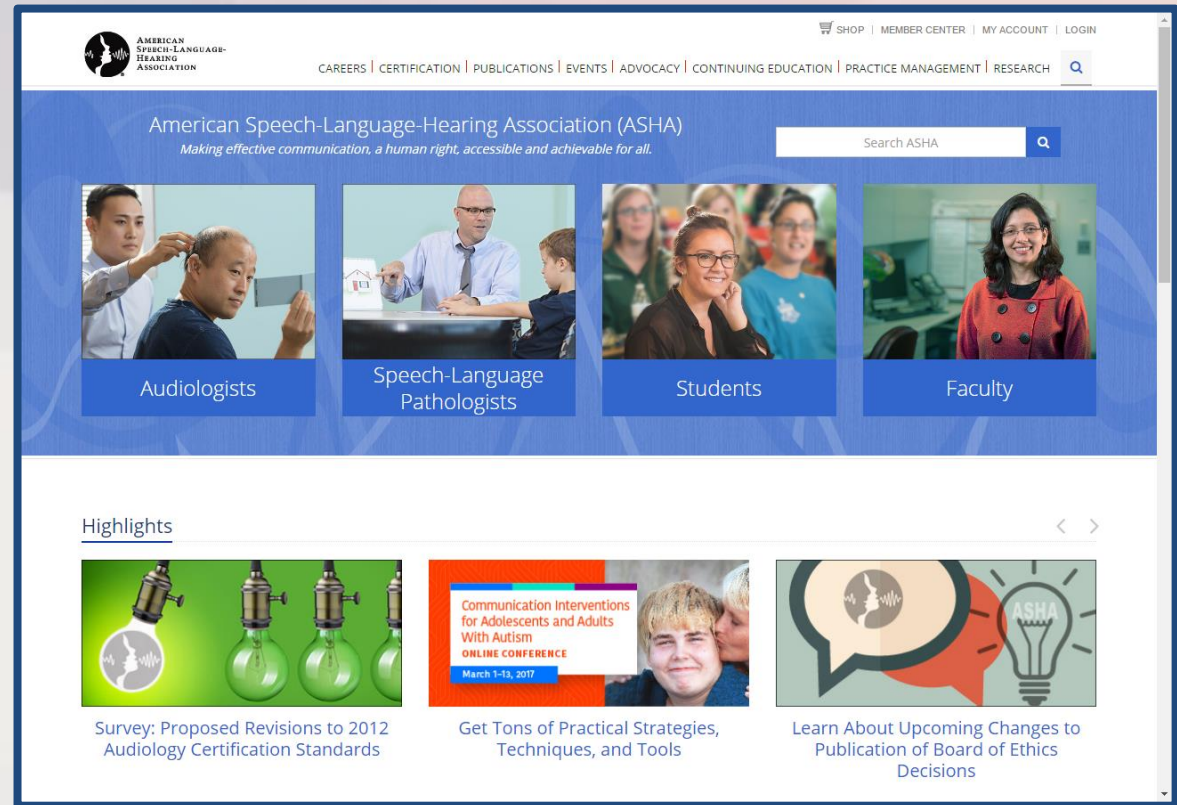 AMERICAN
SPEECH-LANGUAGE-
HEARING
ASSOCIATION
SHOP | MEMBER CENTER | MY ACCOUNT | LOGIN
CAREERS | CERTIFICATION | PUBLICATIONS | EVENTS | ADVOCACY | CONTINUING EDUCATION | PRACTICE MANAGEMENT | RESEARCH
American Speech-Language-Hearing Association (ASHA)
Making effective communication, a human right, accessible and achievable for all.
Search ASHA
Audiologists
Speech-Language
Pathologists
Students
Faculty
Highlights
Communication Interventions
for Adolescents and Adults
With Autism
ONLINE CONFERENCE
March 1–13, 2017
ASHA
Survey: Proposed Revisions to 2012
Audiology Certification Standards
Get Tons of Practical Strategies,
Techniques, and Tools
Learn About Upcoming Changes to
Publication of Board of Ethics
Decisions